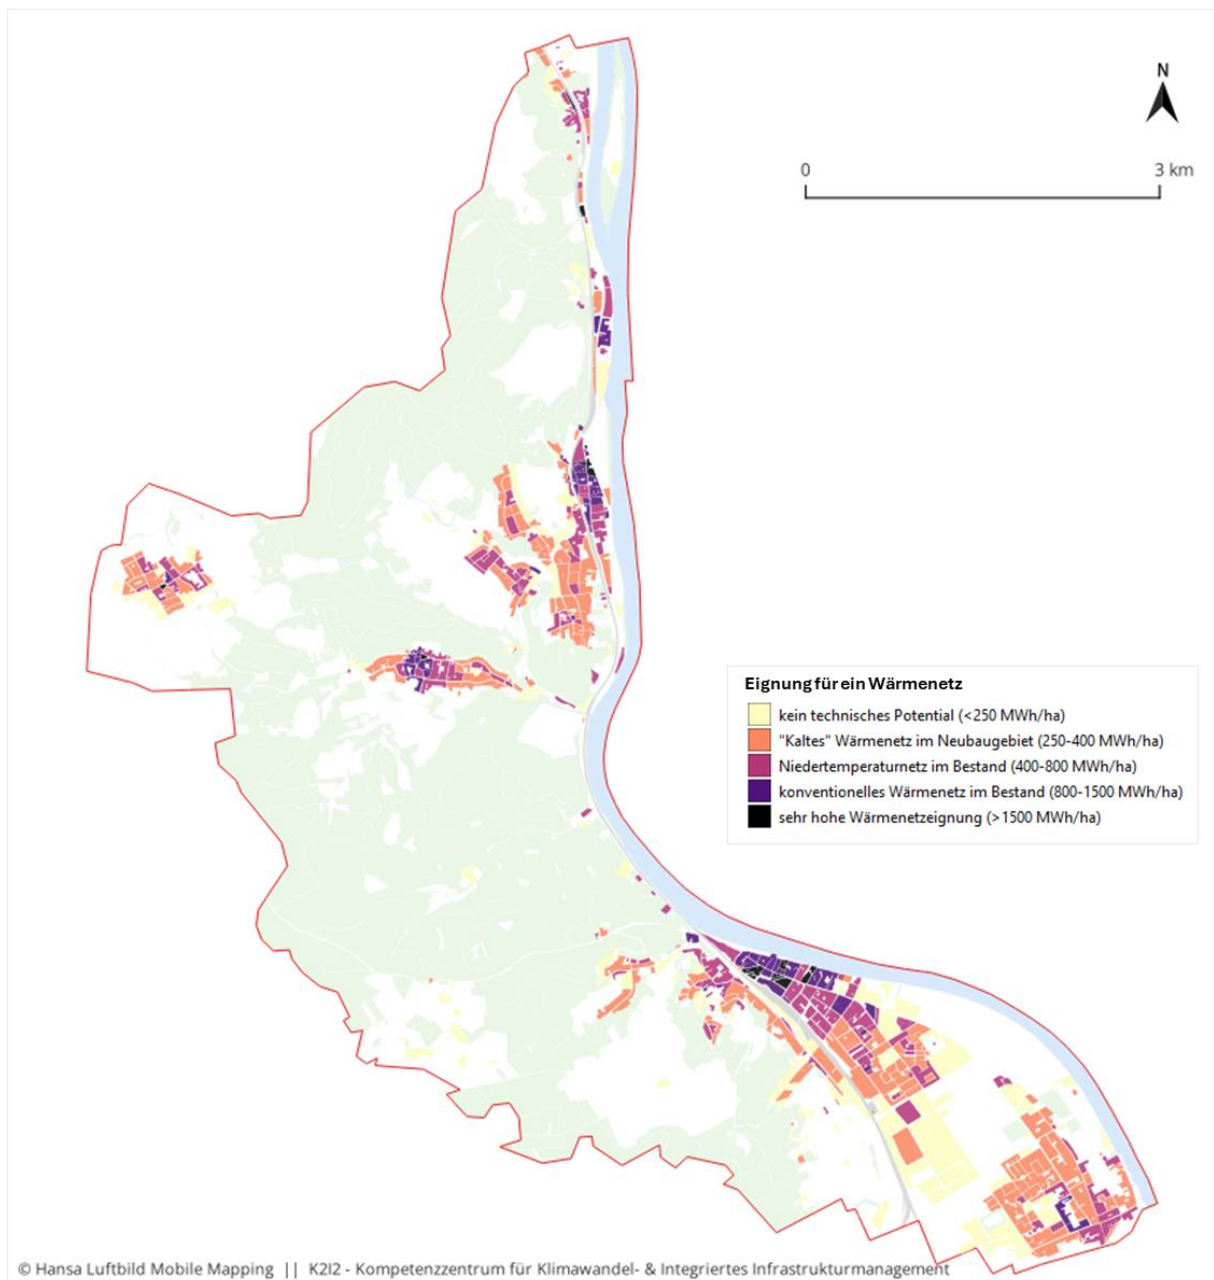 N
0 3 km
Eignung für ein Wärmenetz
kein technisches Potential (<250 MWh/ha)
"Kaltes" Wärmenetz im Neubaugebiet (250-400 MWh/ha)
Niedertemperaturnetz im Bestand (400-800 MWh/ha)
konventionelles Wärmenetz im Bestand (800-1500 MWh/ha)
sehr hohe Wärmenetzeignung (>1500 MWh/ha)
© Hansa Luftbild Mobile Mapping || K2I2 - Kompetenzzentrum für Klimawandel- & Integriertes Infrastrukturmanagement